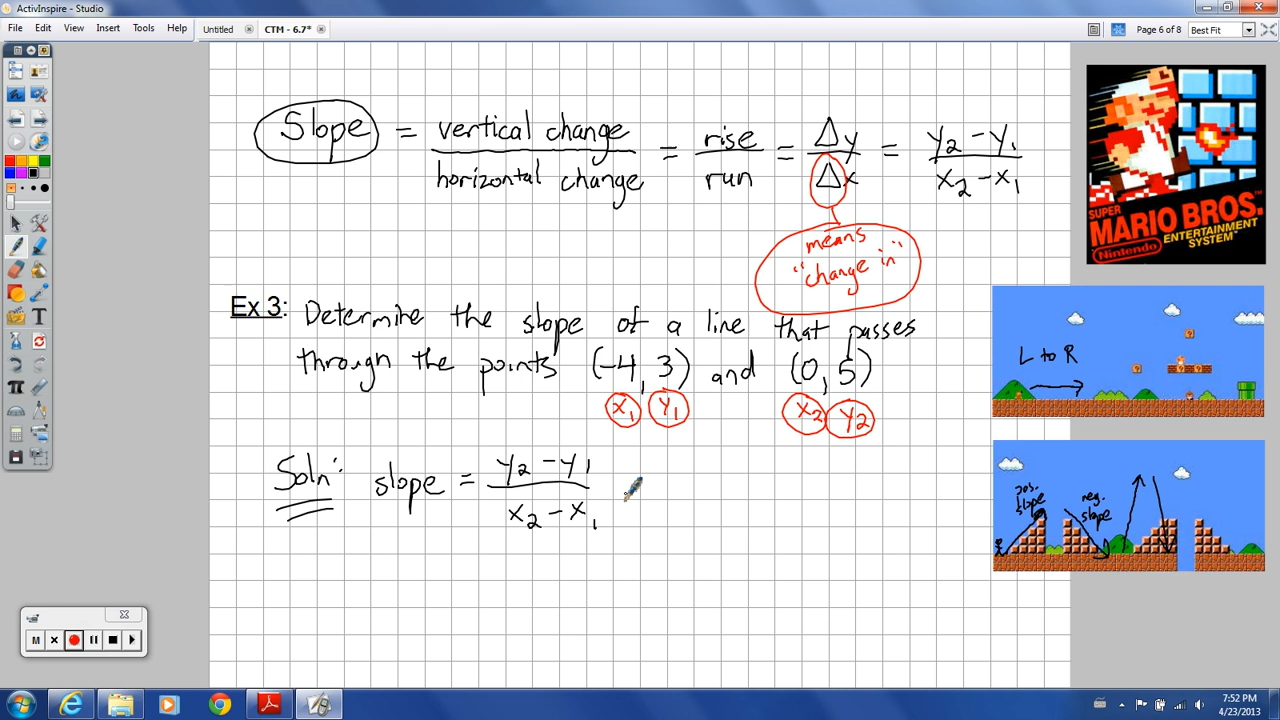 ActivInspire - Studio
File Edit View Insert Tools Help
Untitled
CTM - 6.7*
Page 6 of 8
Best Fit
Slope = vertical change / horizontal change = rise / run = Δy / Δx = y₂ - y₁ / x₂ - x₁
means
"change in"
SUPER
MARIO BROS.
Nintendo ENTERTAINMENT
SYSTEM
Ex 3: Determine the slope of a line that passes
through the points (-4, 3) and (0, 5)
x₁ y₁ x₂ y₂
L to R
Soln: slope = y₂ - y₁ / x₂ - x₁
pos.
slope
neg.
slope
M
7:52 PM
4/23/2013